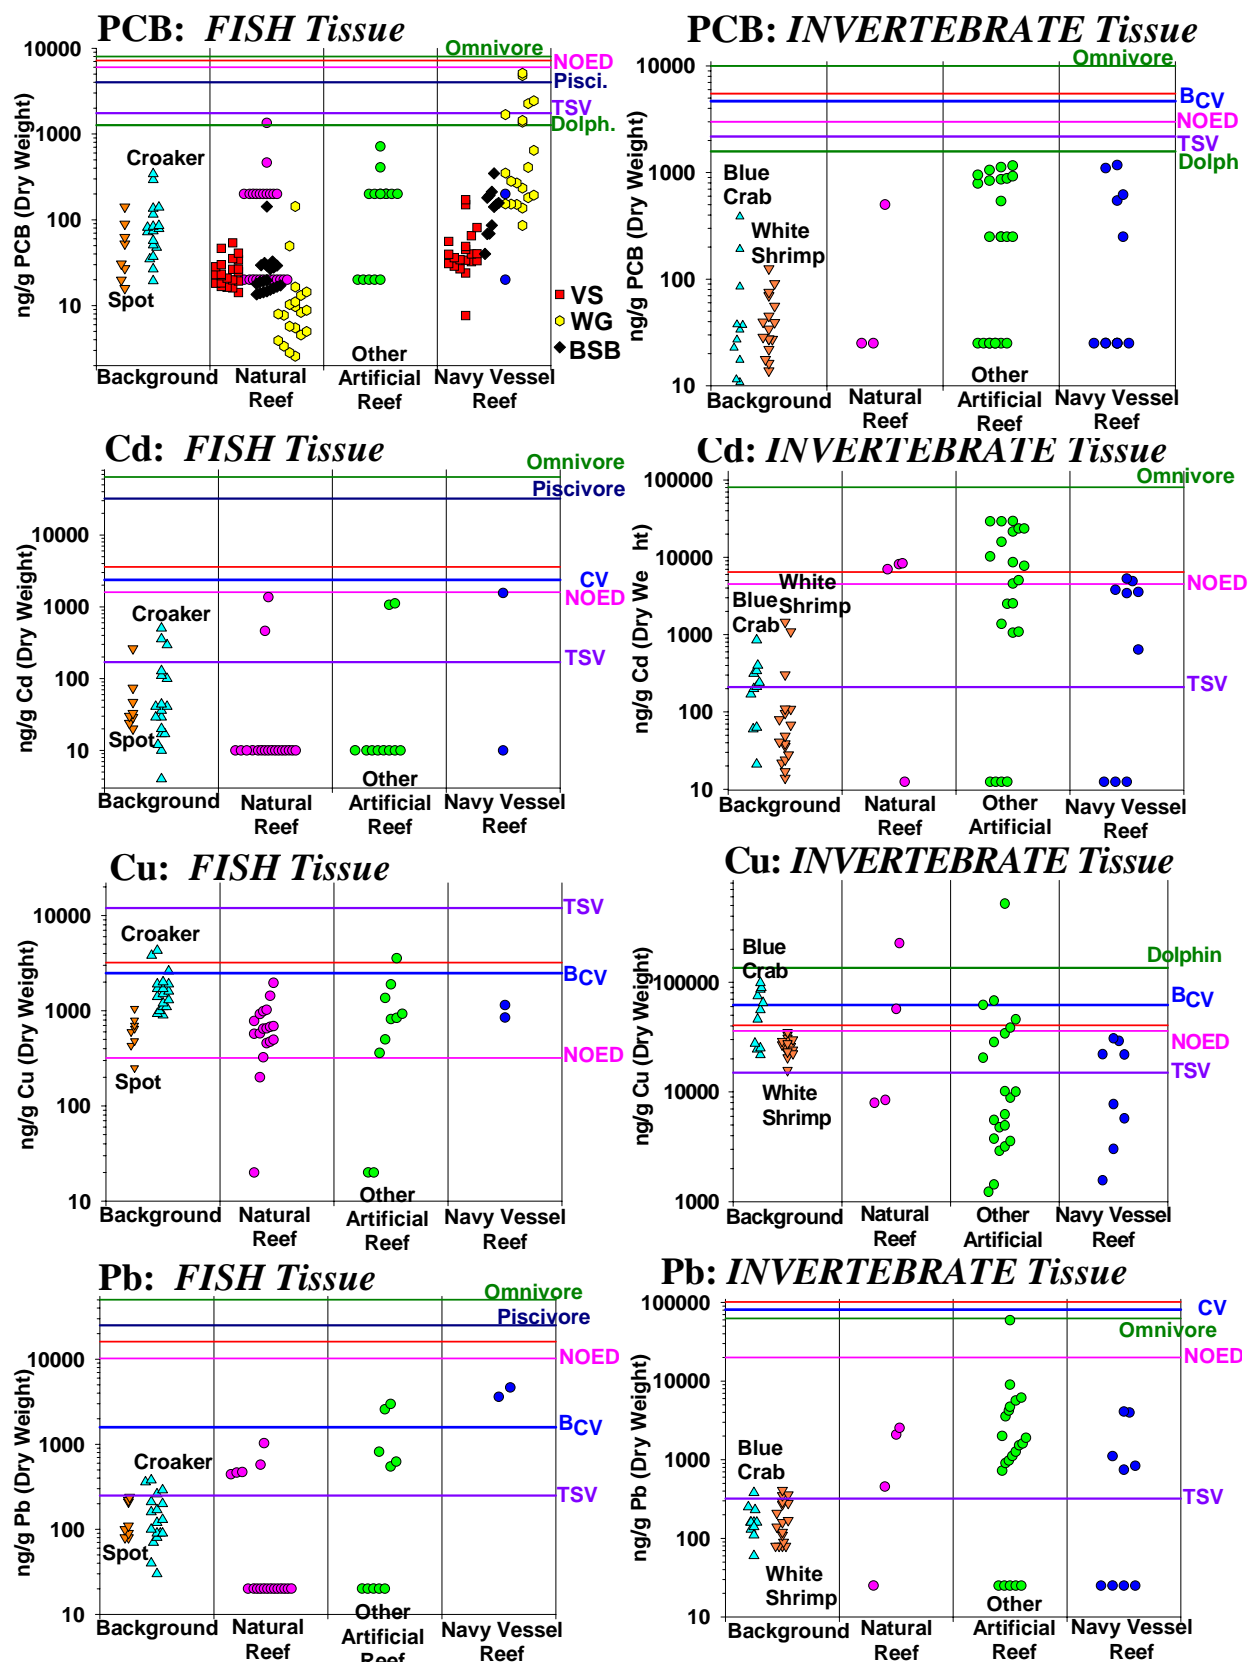 PCB: FISH Tissue
10000
1000
100
10
ng/g PCB (Dry Weight)
Omnivore
NOED
Pisci.
TSV
Dolph.
Croaker
Spot
VS
WG
BSB
Background
Natural
Reef
Other
Artificial
Reef
Navy Vessel
Reef
PCB: INVERTEBRATE Tissue
10000
1000
100
10
ng/g PCB (Dry Weight)
Omnivore
BCV
NOED
TSV
Dolph
Blue
Crab
White
Shrimp
Background
Natural
Reef
Other
Artificial
Reef
Navy Vessel
Reef
Cd: FISH Tissue
10000
1000
100
10
ng/g Cd (Dry Weight)
Omnivore
Piscivore
CV
NOED
TSV
Croaker
Spot
Background
Natural
Reef
Other
Artificial
Reef
Navy Vessel
Reef
Cd: INVERTEBRATE Tissue
100000
10000
1000
100
10
ng/g Cd (Dry We ht)
Omnivore
NOED
TSV
Blue
Crab
White
Shrimp
Background
Natural
Reef
Other
Artificial
Navy Vessel
Reef
Cu: FISH Tissue
10000
1000
100
10
ng/g Cu (Dry Weight)
TSV
BCV
NOED
Croaker
Spot
Background
Natural
Reef
Other
Artificial
Reef
Navy Vessel
Reef
Cu: INVERTEBRATE Tissue
100000
10000
1000
ng/g Cu (Dry Weight)
Dolphin
BCV
NOED
TSV
Blue
Crab
White
Shrimp
Background
Natural
Reef
Other
Artificial
Navy Vessel
Reef
Pb: FISH Tissue
10000
1000
100
10
ng/g Pb (Dry Weight)
Omnivore
Piscivore
NOED
BCV
TSV
Croaker
Spot
Background
Natural
Reef
Other
Artificial
Reef
Navy Vessel
Reef
Pb: INVERTEBRATE Tissue
100000
10000
1000
100
10
ng/g Pb (Dry Weight)
CV
Omnivore
NOED
TSV
Blue
Crab
White
Shrimp
Background
Natural
Reef
Other
Artificial
Reef
Navy Vessel
Reef